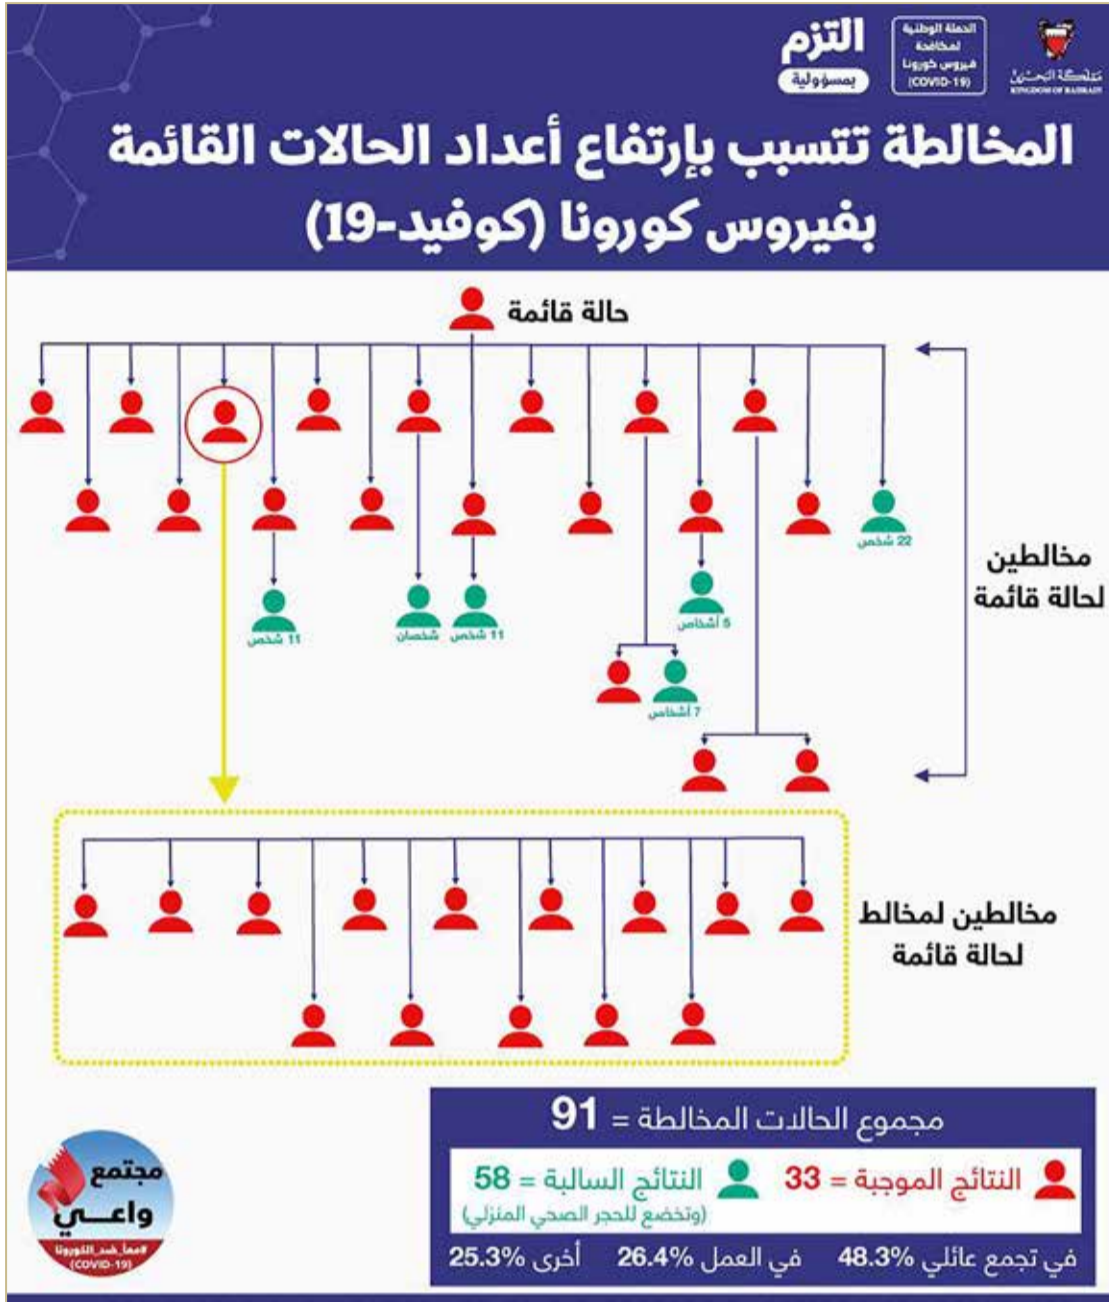 مملكة البحرين
KINGDOM OF BAHRAIN
الحملة الوطنية
لمكافحة
فيروس كورونا
(COVID-19)
التزم
بمسؤولية
المخالطة تتسبب بإرتفاع أعداد الحالات القائمة
بفيروس كورونا (كوفيد-19)
حالة قائمة
22 شخص
مخالطين
لحالة قائمة
5 أشخاص
11 شخص
شخصان
11 شخص
7 أشخاص
مخالطين لمخالط
لحالة قائمة
مجموع الحالات المخالطة = 91
النتائج الموجبة = 33
النتائج السالبة = 58
(وتخضع للحجر الصحي المنزلي)
في تجمع عائلي 48.3% في العمل 26.4% أخرى 25.3%
مجتمع
واعي
#معاً_ضد_الكورونا
(COVID-19)